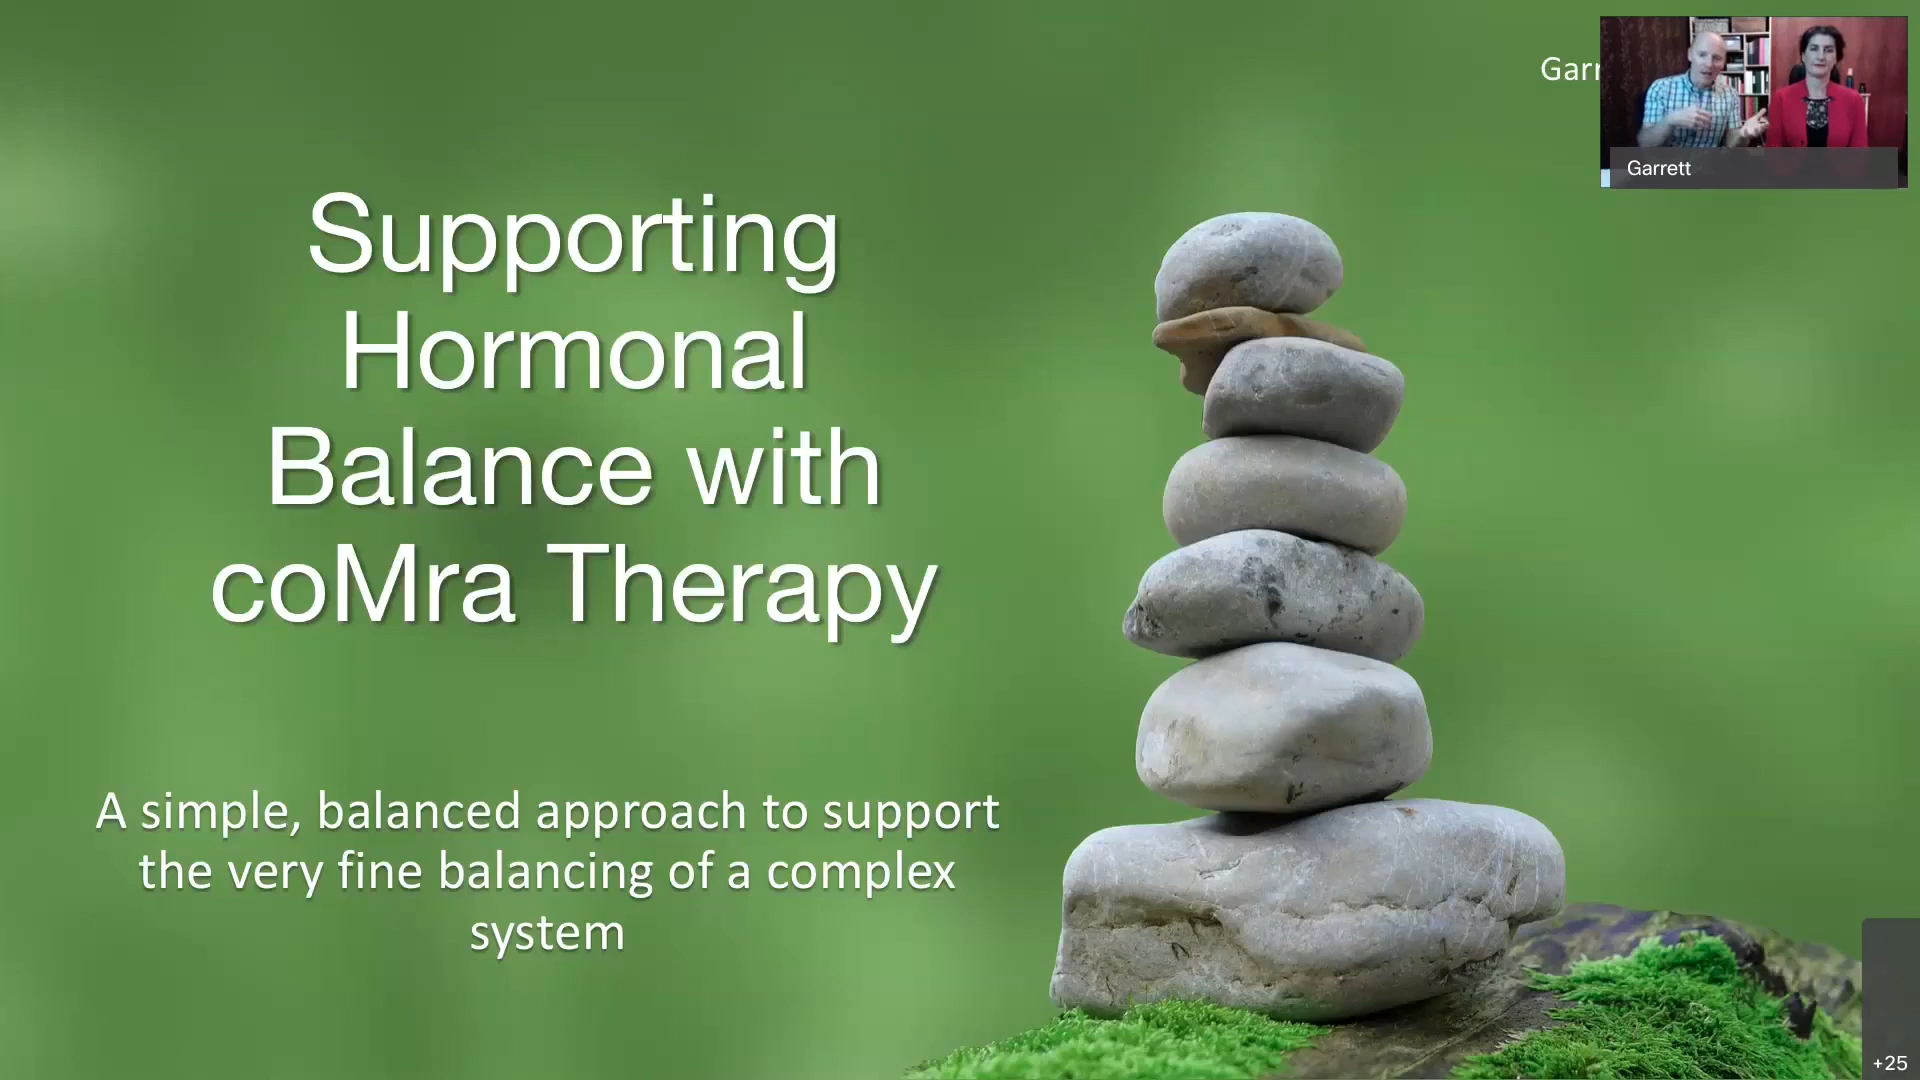 Garr
Garrett
Supporting
Hormonal
Balance with
coMra Therapy
A simple, balanced approach to support
the very fine balancing of a complex
system
+25